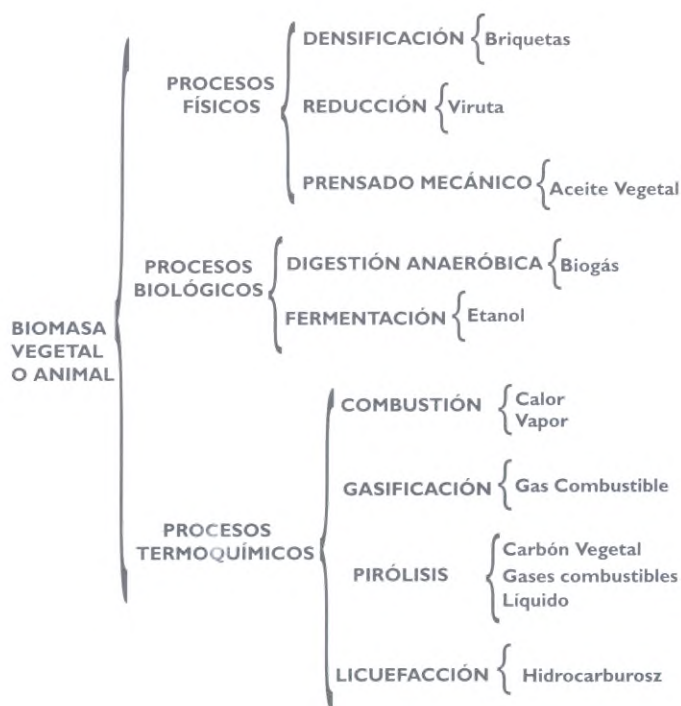 BIOMASA
VEGETAL
O ANIMAL
PROCESOS
FÍSICOS
DENSIFICACIÓN
Briquetas
REDUCCIÓN
Viruta
PRENSADO MECÁNICO
Aceite Vegetal
PROCESOS
BIOLÓGICOS
DIGESTIÓN ANAERÓBICA
Biogás
FERMENTACIÓN
Etanol
PROCESOS
TERMOQUÍMICOS
COMBUSTIÓN
Calor
Vapor
GASIFICACIÓN
Gas Combustible
PIRÓLISIS
Carbón Vegetal
Gases combustibles
Líquido
LICUEFACCIÓN
Hidrocarburosz